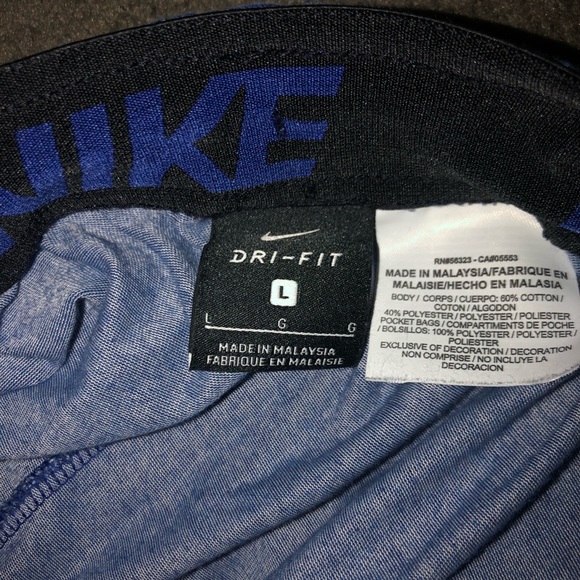 NIKE
DRI-FIT
L
L G G
MADE IN MALAYSIA
FABRIQUE EN MALAISIE
RN#56323 - CA#05553
MADE IN MALAYSIA/FABRIQUE EN
MALAISIE/HECHO EN MALASIA
BODY / CORPS / CUERPO: 60% COTTON /
COTON / ALGODON
40% POLYESTER / POLYESTER / POLIESTER
POCKET BAGS / COMPARTIMENTS DE POCHE
/ BOLSILLOS: 100% POLYESTER / POLYESTER /
POLIESTER
EXCLUSIVE OF DECORATION / DECORATION
NON COMPRISE / NO INCLUYE LA
DECORACION